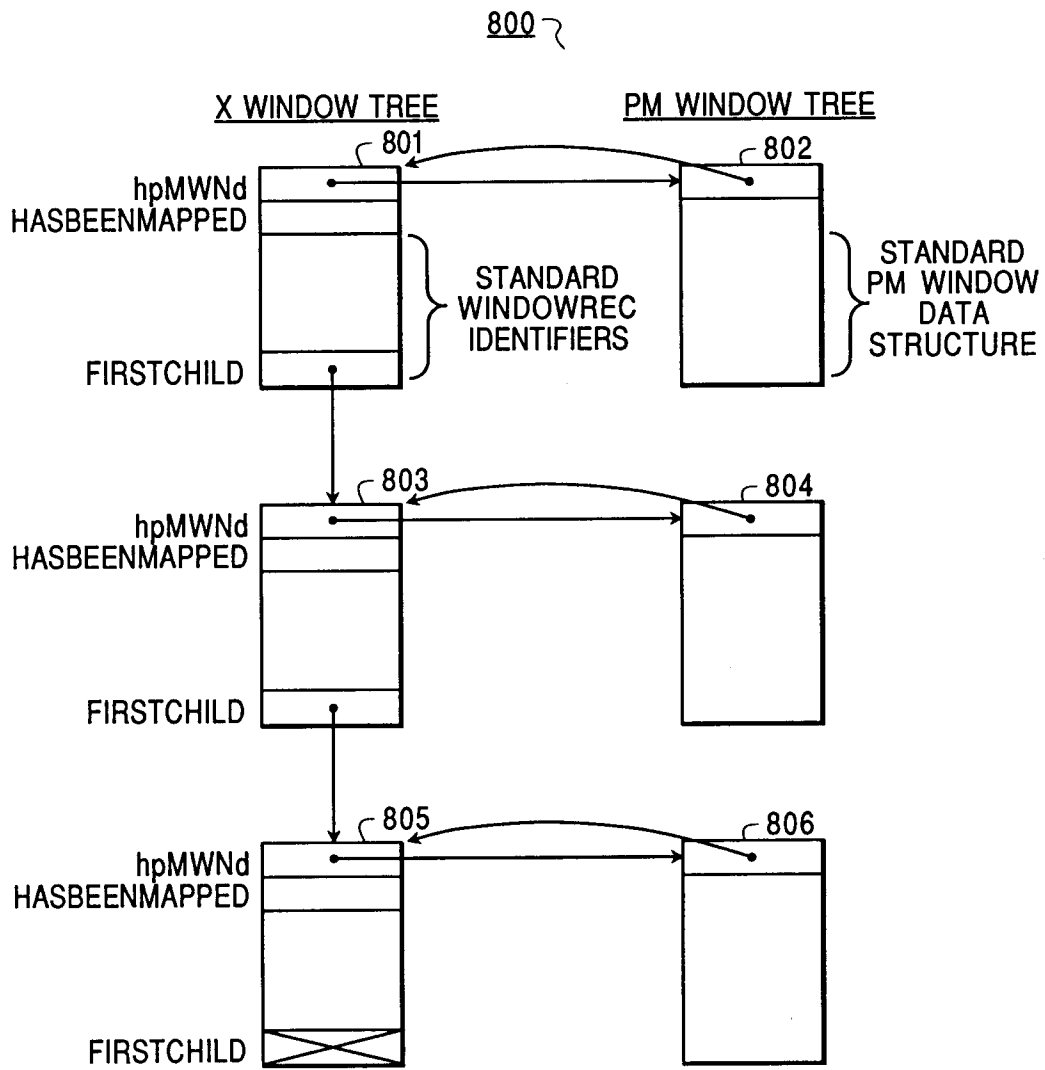 800
X WINDOW TREE
PM WINDOW TREE
801
802
hpMWNd
HASBEENMAPPED
STANDARD
WINDOWREC
IDENTIFIERS
STANDARD
PM WINDOW
DATA
STRUCTURE
FIRSTCHILD
803
804
hpMWNd
HASBEENMAPPED
FIRSTCHILD
805
806
hpMWNd
HASBEENMAPPED
FIRSTCHILD